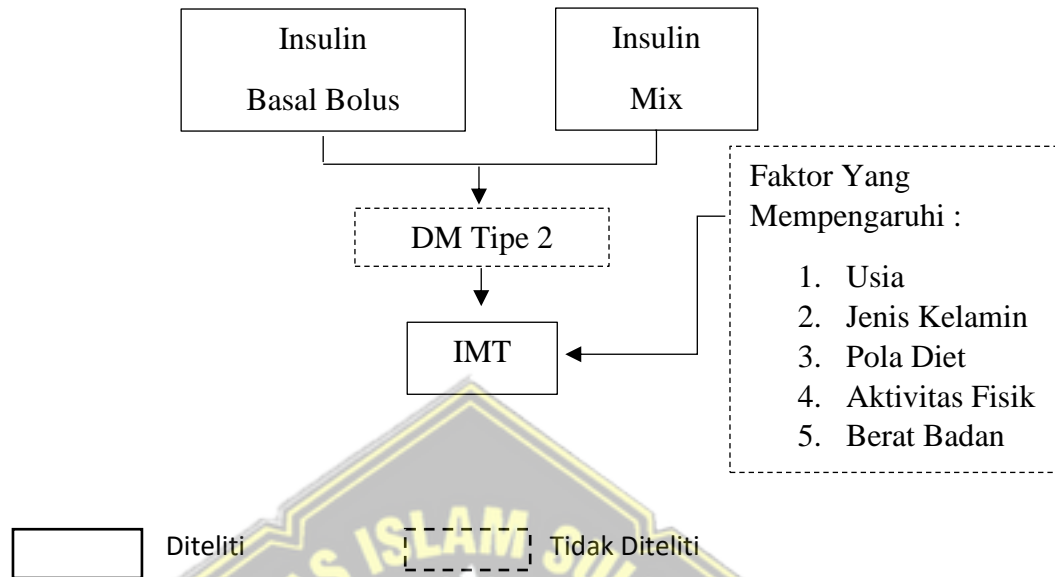 Insulin
Basal Bolus
Insulin
Mix
Faktor Yang
Mempengaruhi :
1. Usia
2. Jenis Kelamin
3. Pola Diet
4. Aktivitas Fisik
5. Berat Badan
DM Tipe 2
IMT
Diteliti
Tidak Diteliti
ISLAM